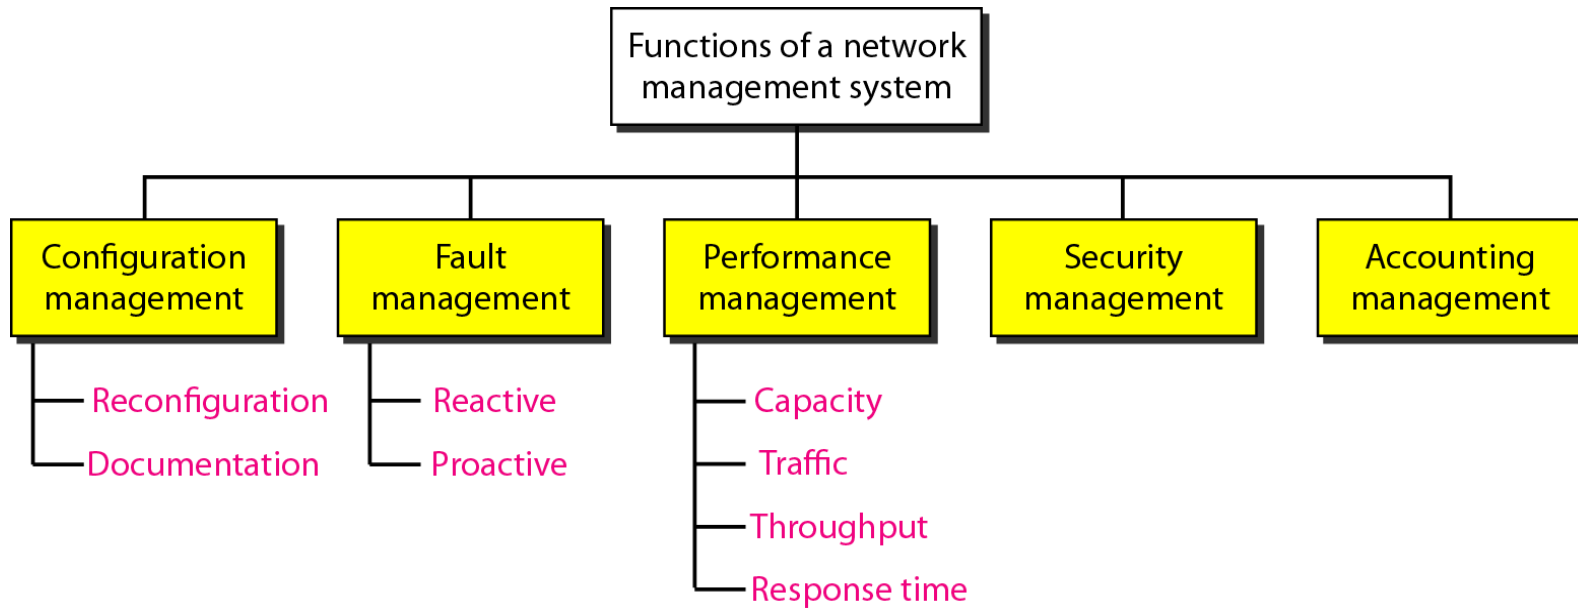 Functions of a network
management system
Configuration
management
Fault
management
Performance
management
Security
management
Accounting
management
Reconfiguration
Documentation
Reactive
Proactive
Capacity
Traffic
Throughput
Response time